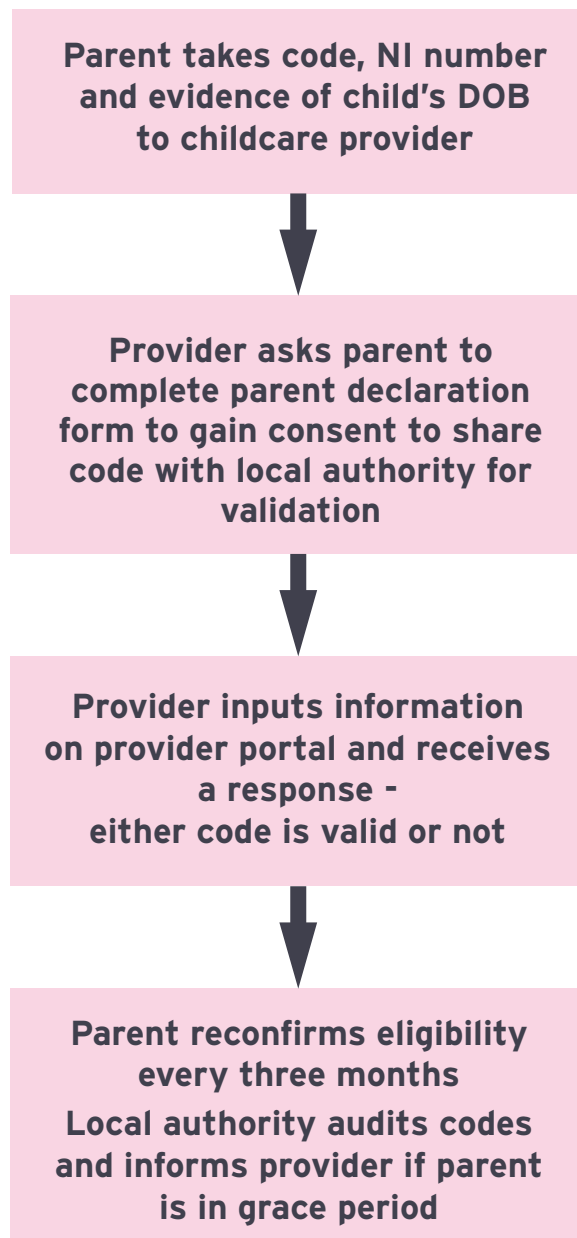 Parent takes code, NI number
and evidence of child's DOB
to childcare provider
Provider asks parent to
complete parent declaration
form to gain consent to share
code with local authority for
validation
Provider inputs information
on provider portal and receives
a response -
either code is valid or not
Parent reconfirms eligibility
every three months
Local authority audits codes
and informs provider if parent
is in grace period